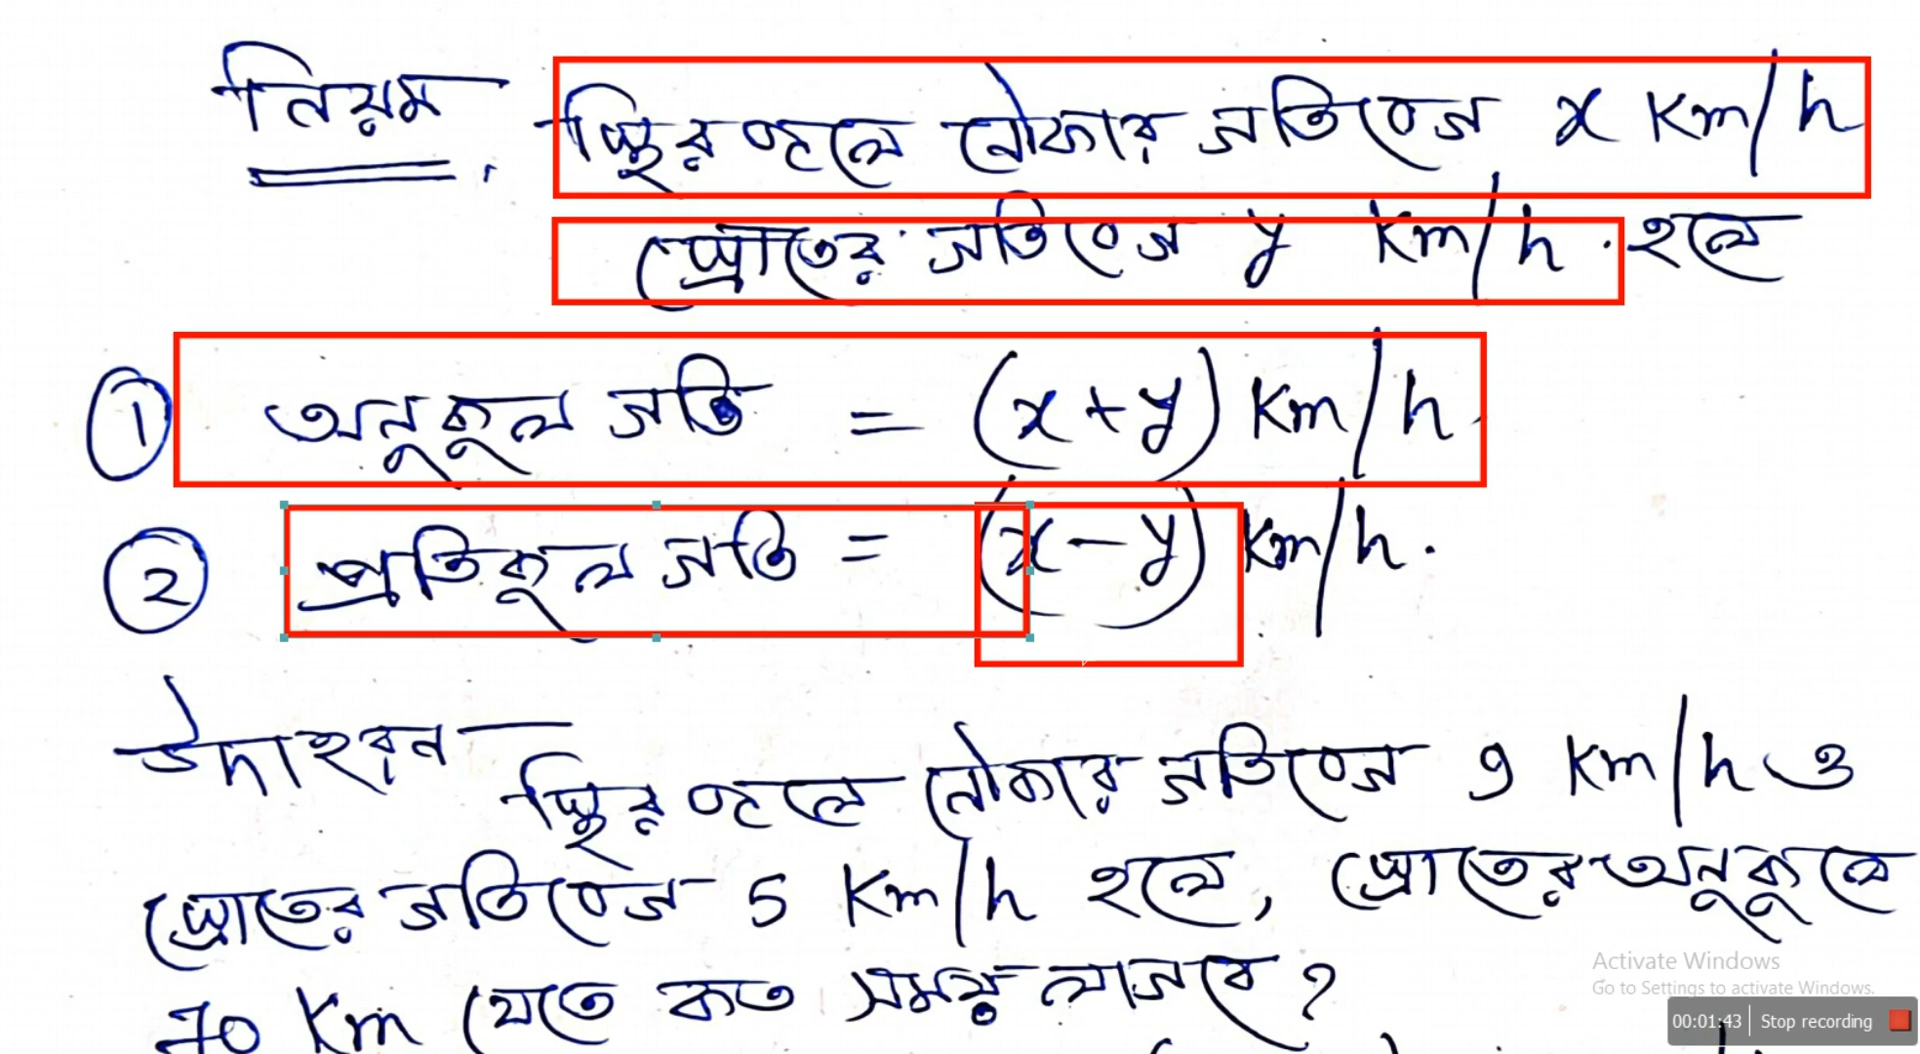 নিয়ম স্থির জলে নৌকার গতিবেগ x km/h
স্রোতের গতিবেগ y km/h. হলে
① অনুকুল গতি = (x+y) km/h.
② প্রতিকুল গতি = (x-y) km/h.
উদাহরন স্থির জলে নৌকার গতিবেগ 9 km/h ও
স্রোতের গতিবেগ 5 km/h হলে, স্রোতের অনুকুলে
70 km যেতে কত সময় লাগবে?
Activate Windows
Go to Settings to activate Windows.
00:01:43 Stop recording